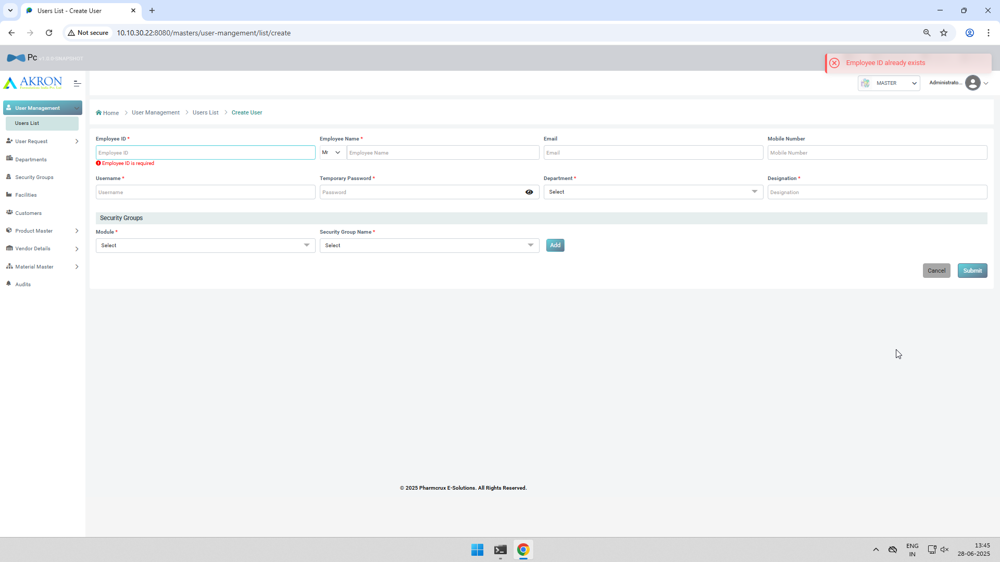 Users List - Create User
Not secure 10.10.30.22:8080/masters/user-mangement/list/create
Pc v1.0.0-SNAPSHOT
Employee ID already exists
AKRON
Formulations India Pvt. Ltd
MASTER
Administrato...
User Management
Users List
User Request
Departments
Security Groups
Facilities
Customers
Product Master
Vendor Details
Material Master
Audits
Home > User Management > Users List > Create User
Employee ID * Employee Name * Email Mobile Number
Employee ID Mr Employee Name Email Mobile Number
Employee ID is required
Username * Temporary Password * Department * Designation *
Username Password Select Designation
Security Groups
Module * Security Group Name *
Select Select Add
Cancel Submit
© 2025 Pharmcrux E-Solutions. All Rights Reserved.
ENG
IN
13:45
28-06-2025